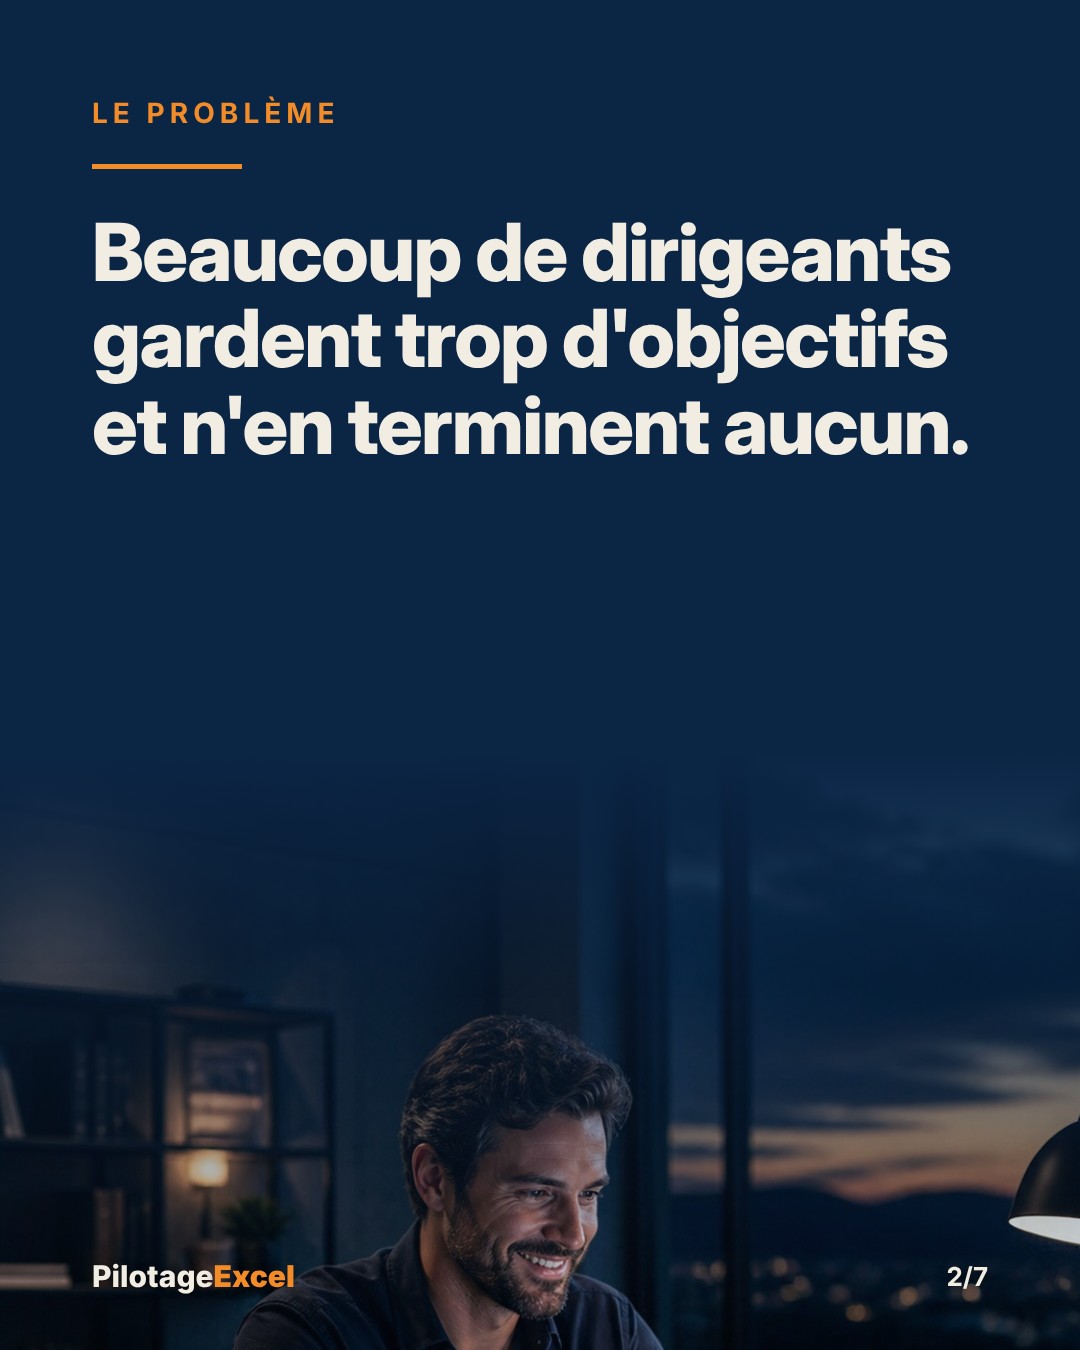 LE PROBLÈME
Beaucoup de dirigeants
gardent trop d'objectifs
et n'en terminent aucun.
PilotageExcel
2/7